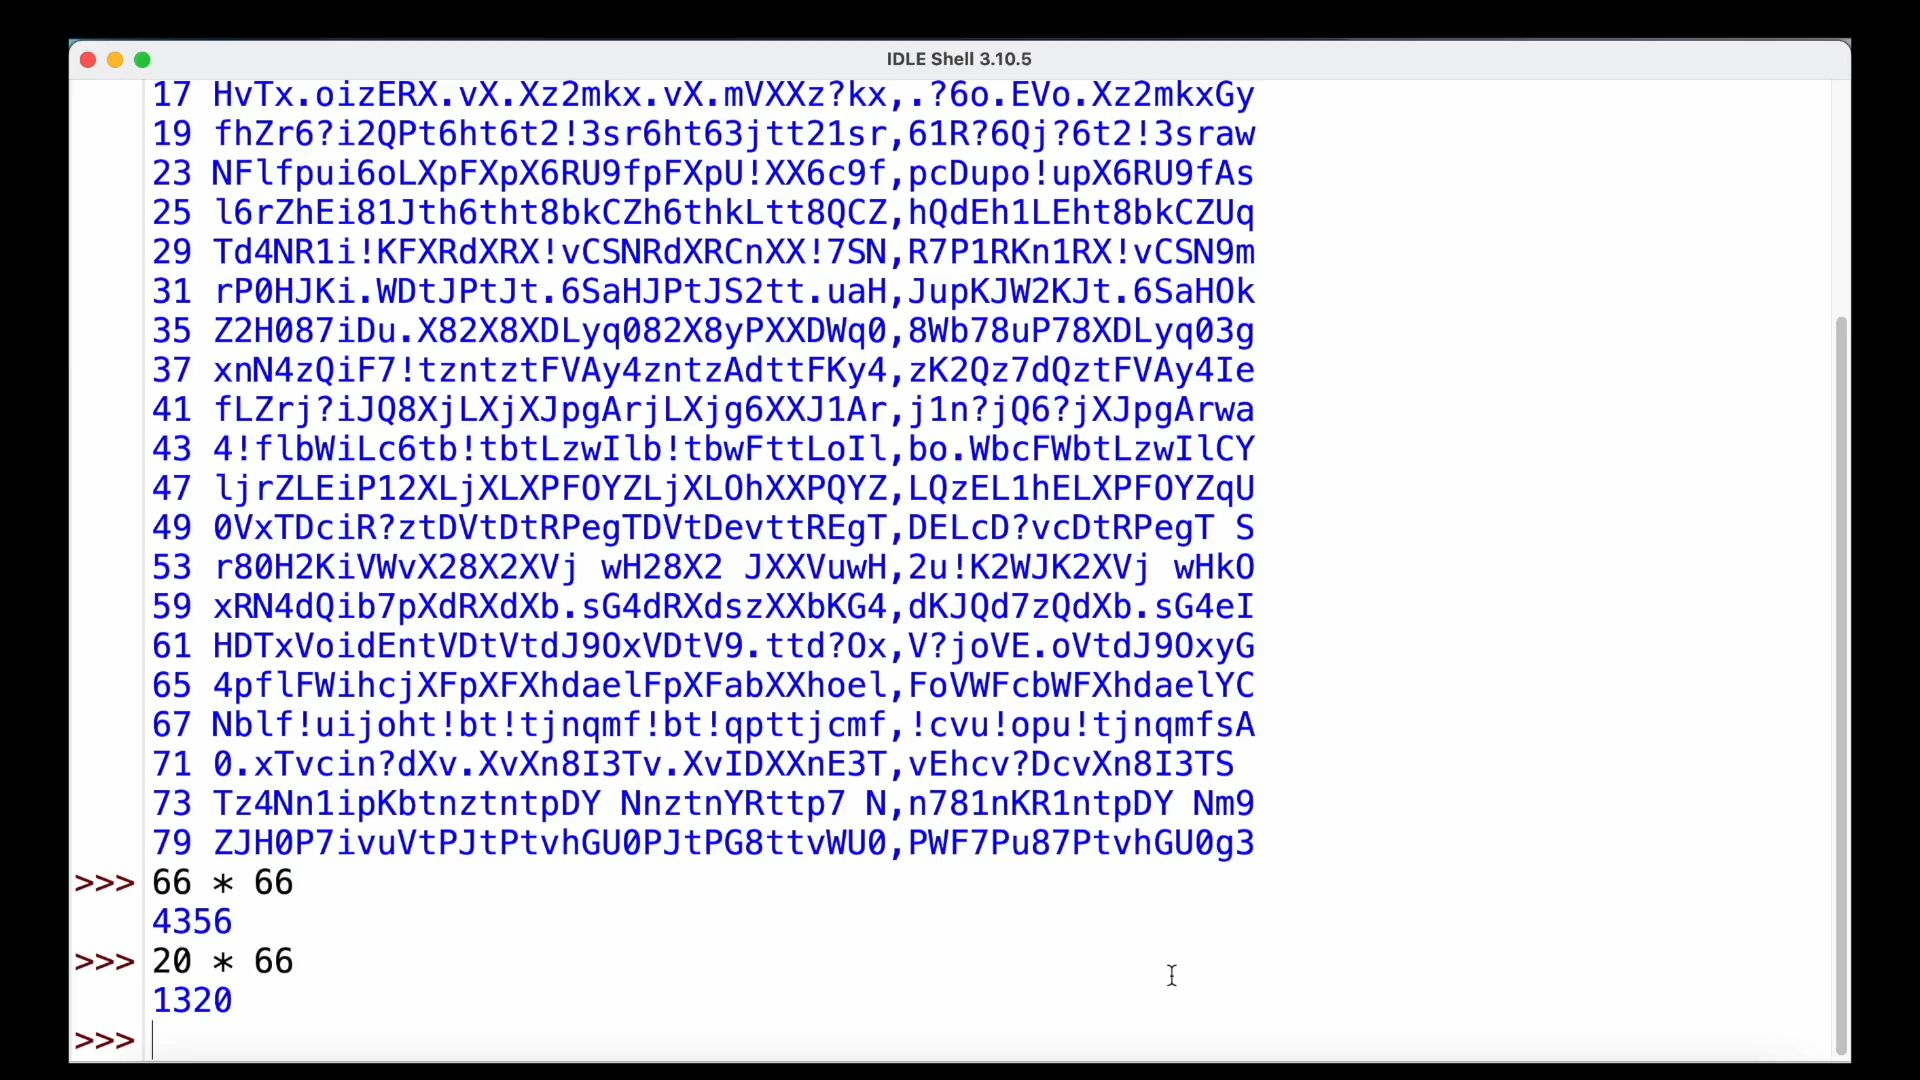 IDLE Shell 3.10.5
17 HvTx.oizERX.vX.Xz2mkx.vX.mVXXz?kx,.?6o.EVo.Xz2mkxGy
19 fhZr6?i2QPt6ht6t2!3sr6ht63jtt21sr,61R?6Qj?6t2!3sraw
23 NFlfpui6oLXpFXpX6RU9fpFXpU!XX6c9f,pcDupo!upX6RU9fAs
25 l6rZhEi81Jth6tht8bkCZh6thkLtt8QCZ,hQdEh1LEht8bkCZUq
29 Td4NR1i!KFXRdXRX!vCSNRdXRCnXX!7SN,R7P1RKn1RX!vCSN9m
31 rP0HJKi.WDtJPtJt.6SaHJPtJS2tt.uaH,JupKJW2KJt.6SaHOk
35 Z2H087iDu.X82X8XDLyq082X8yPXXDWq0,8Wb78uP78XDLyq03g
37 xnN4zQiF7!tzntztFVAy4zntzAdttFKy4,zK2Qz7dQztFVAy4Ie
41 fLZrj?iJQ8XjLXjXJpgArjLXjg6XXJ1Ar,j1n?jQ6?jXJpgArwa
43 4!flbWiLc6tb!tbtLzwIlb!tbwFttLoIl,bo.WbcFWbtLzwIlCY
47 ljrZLEiP12XLjXLXPFOYZLjXLOhXXPQYZ,LQzEL1hELXPFOYZqU
49 0VxTDciR?ztDVtDtRPegTDVtDevttREgT,DELcD?vcDtRPegT S
53 r80H2KiVWvX28X2XVj wH28X2 JXXVuwH,2u!K2WJK2XVj wHkO
59 xRN4dQib7pXdRXdXb.sG4dRXdszXXbKG4,dKJQd7zQdXb.sG4eI
61 HDTxVoidEntVDtVtdJ9OxVDtV9.ttd?Ox,V?joVE.oVtdJ9OxyG
65 4pflFWihcjXFpXFXhdaelFpXFabXXhoel,FoVWFcbWFXhdaelYC
67 Nblf!uijoht!bt!tjnqmf!bt!qpttjcmf,!cvu!opu!tjnqmfsA
71 0.xTvcin?dXv.XvXn8I3Tv.XvIDXXnE3T,vEhcv?DcvXn8I3TS
73 Tz4Nn1ipKbtnztntpDY NnztnYRttp7 N,n781nKR1ntpDY Nm9
79 ZJH0P7ivuVtPJtPtvhGU0PJtPG8ttvWU0,PWF7Pu87PtvhGU0g3
>>> 66 * 66
4356
>>> 20 * 66
1320
>>>